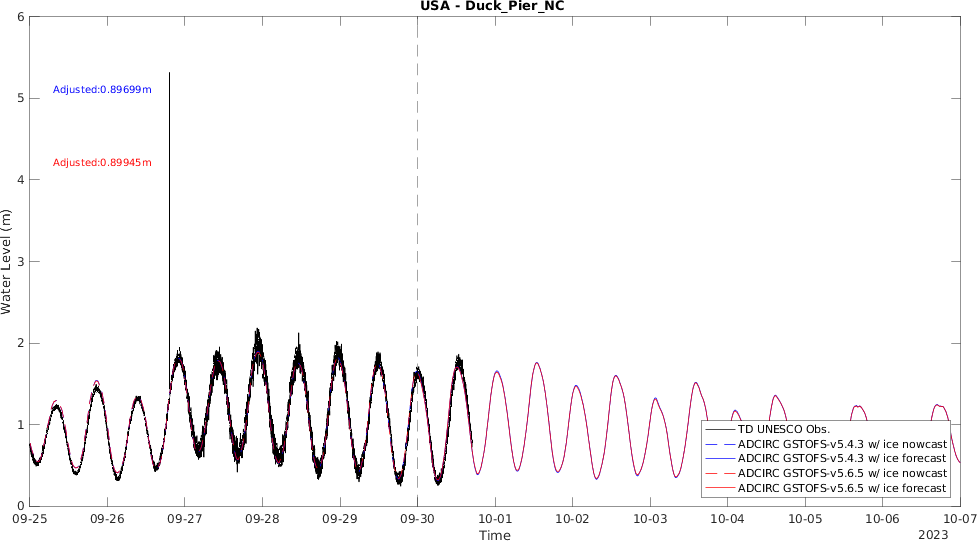 USA - Duck_Pier_NC
6
5
4
3
2
1
0
Water Level (m)
Adjusted:0.89699m
Adjusted:0.89945m
TD UNESCO Obs.
ADCIRC GSTOFS-v5.4.3 w/ ice nowcast
ADCIRC GSTOFS-v5.4.3 w/ ice forecast
ADCIRC GSTOFS-v5.6.5 w/ ice nowcast
ADCIRC GSTOFS-v5.6.5 w/ ice forecast
09-25 09-26 09-27 09-28 09-29 09-30 10-01 10-02 10-03 10-04 10-05 10-06 10-07
Time
2023